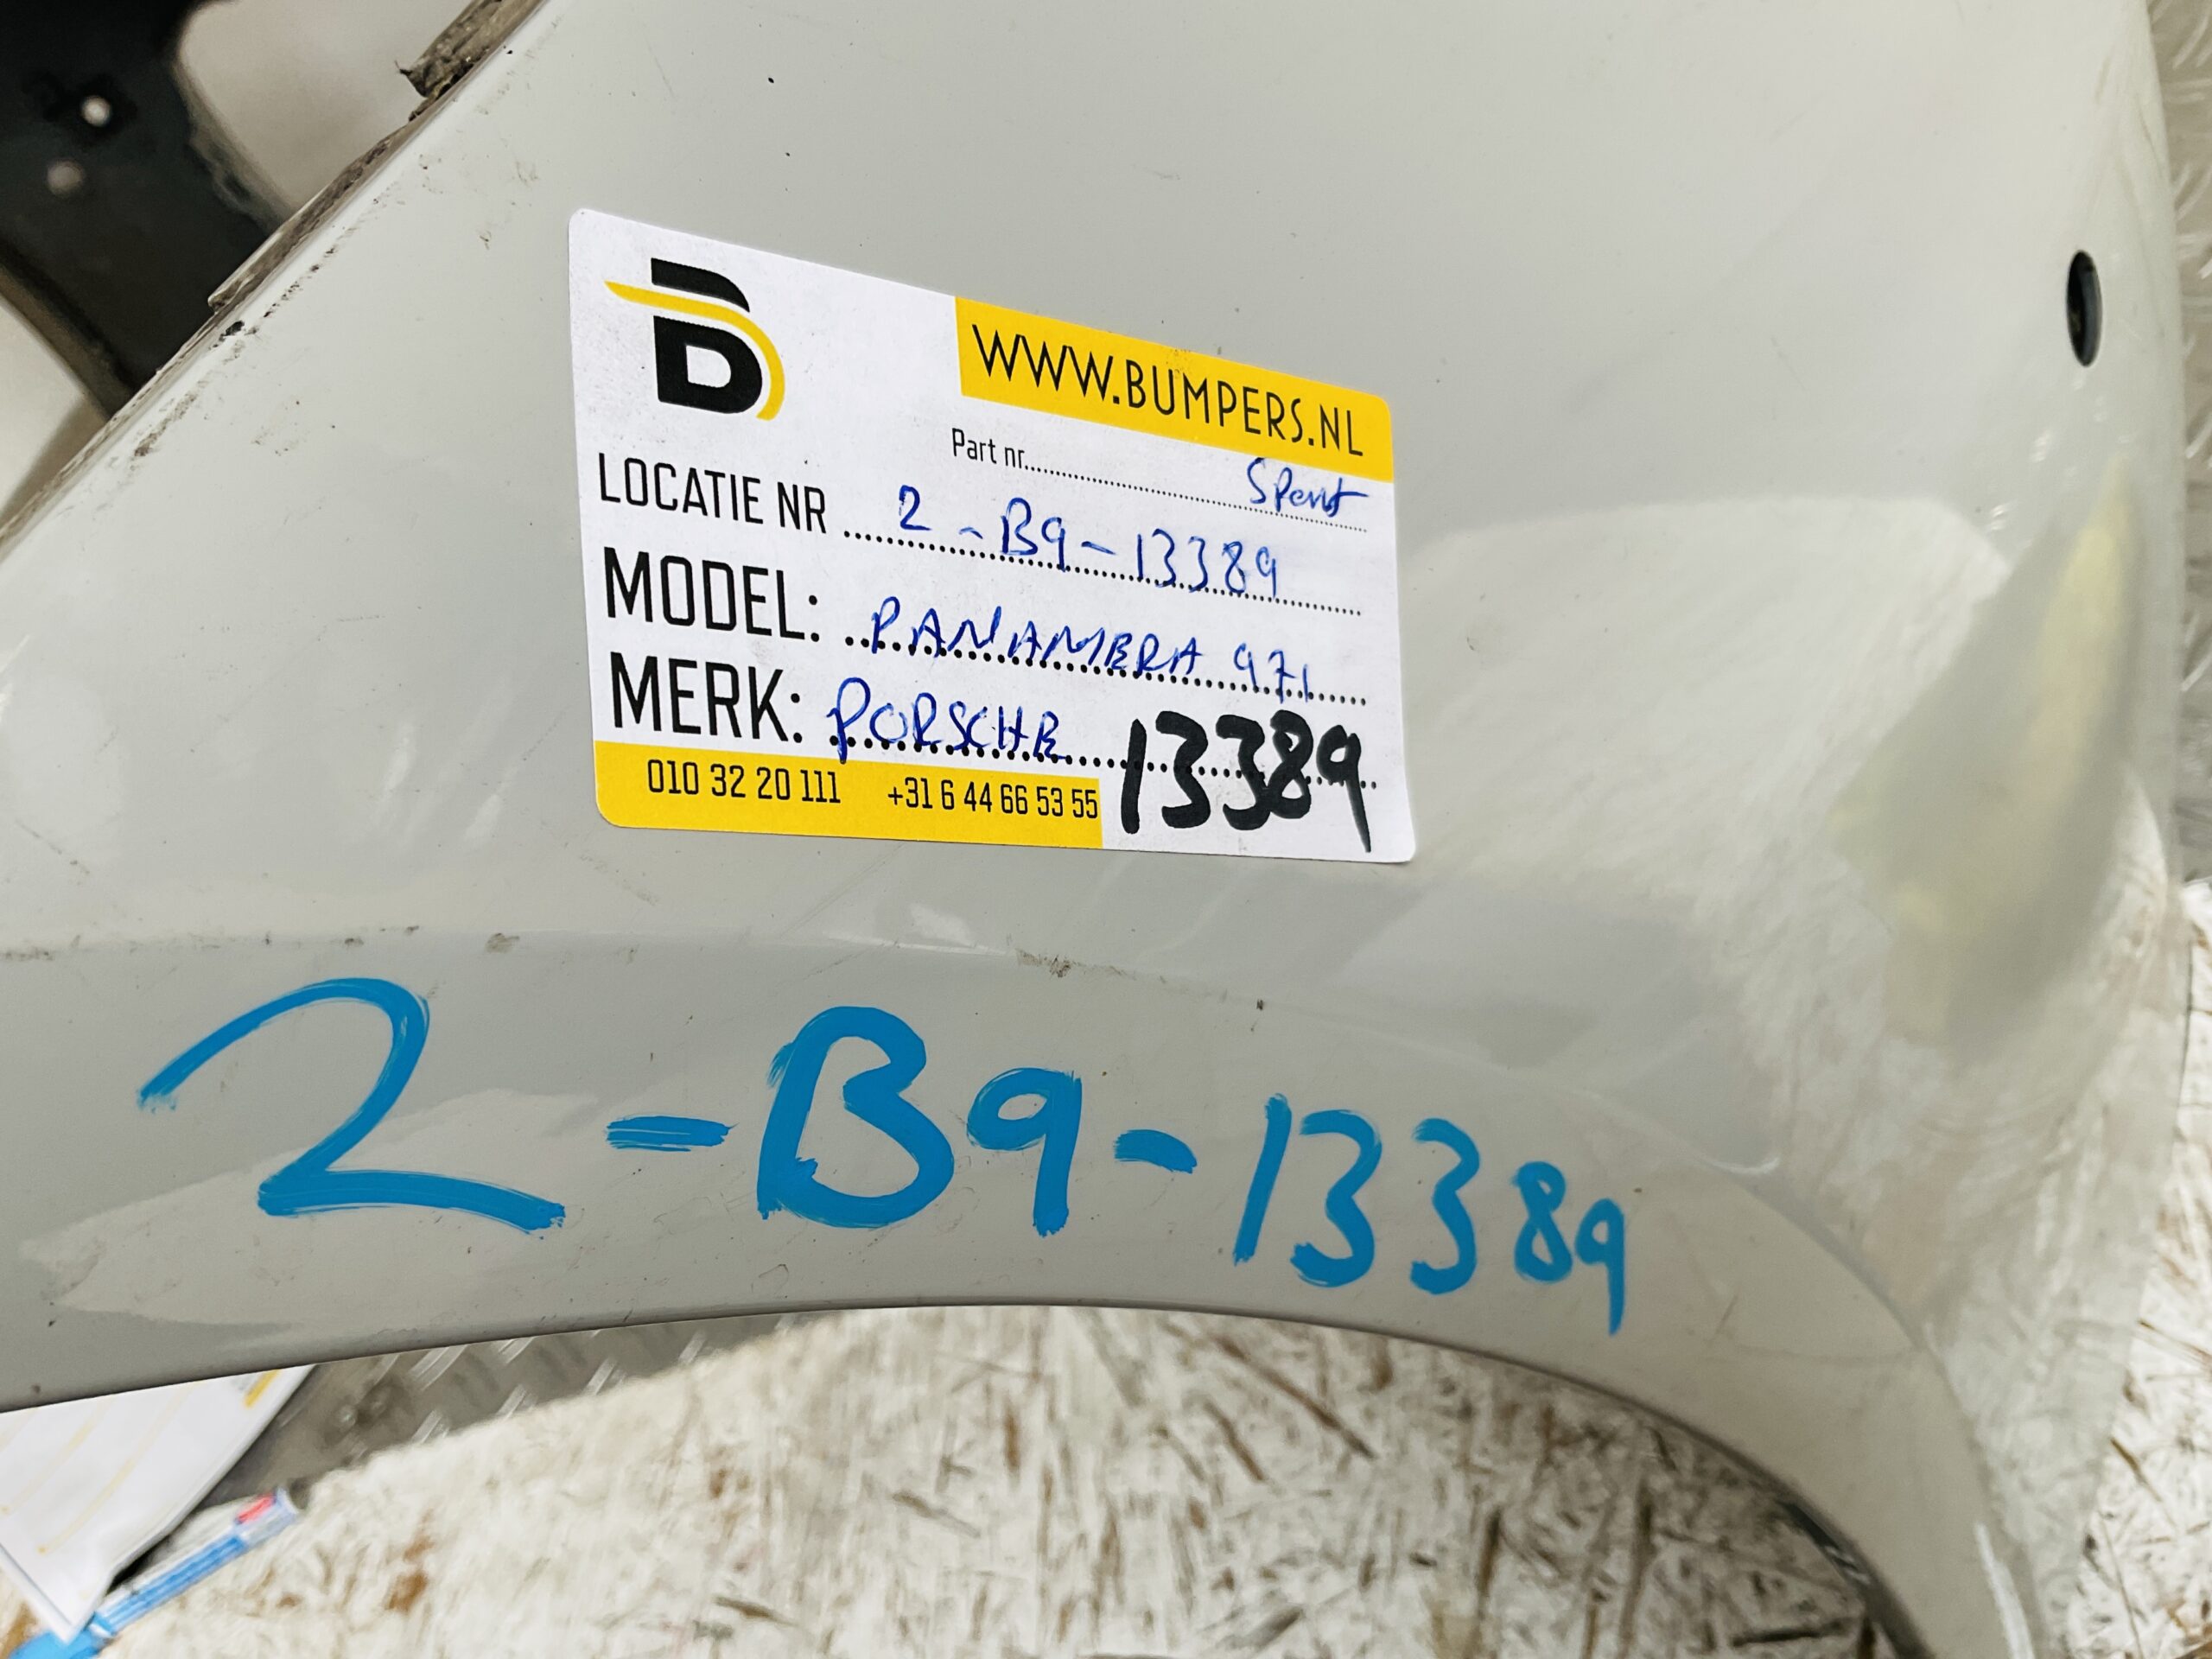 WWW.BUMPERS.NL
Part nr.
LOCATIE NR 2-B9-13389
MODEL: PANAMERA 971
MERK: PORSCHE 13389
010 32 20 111 +31 6 44 66 53 55
2-B9-13389